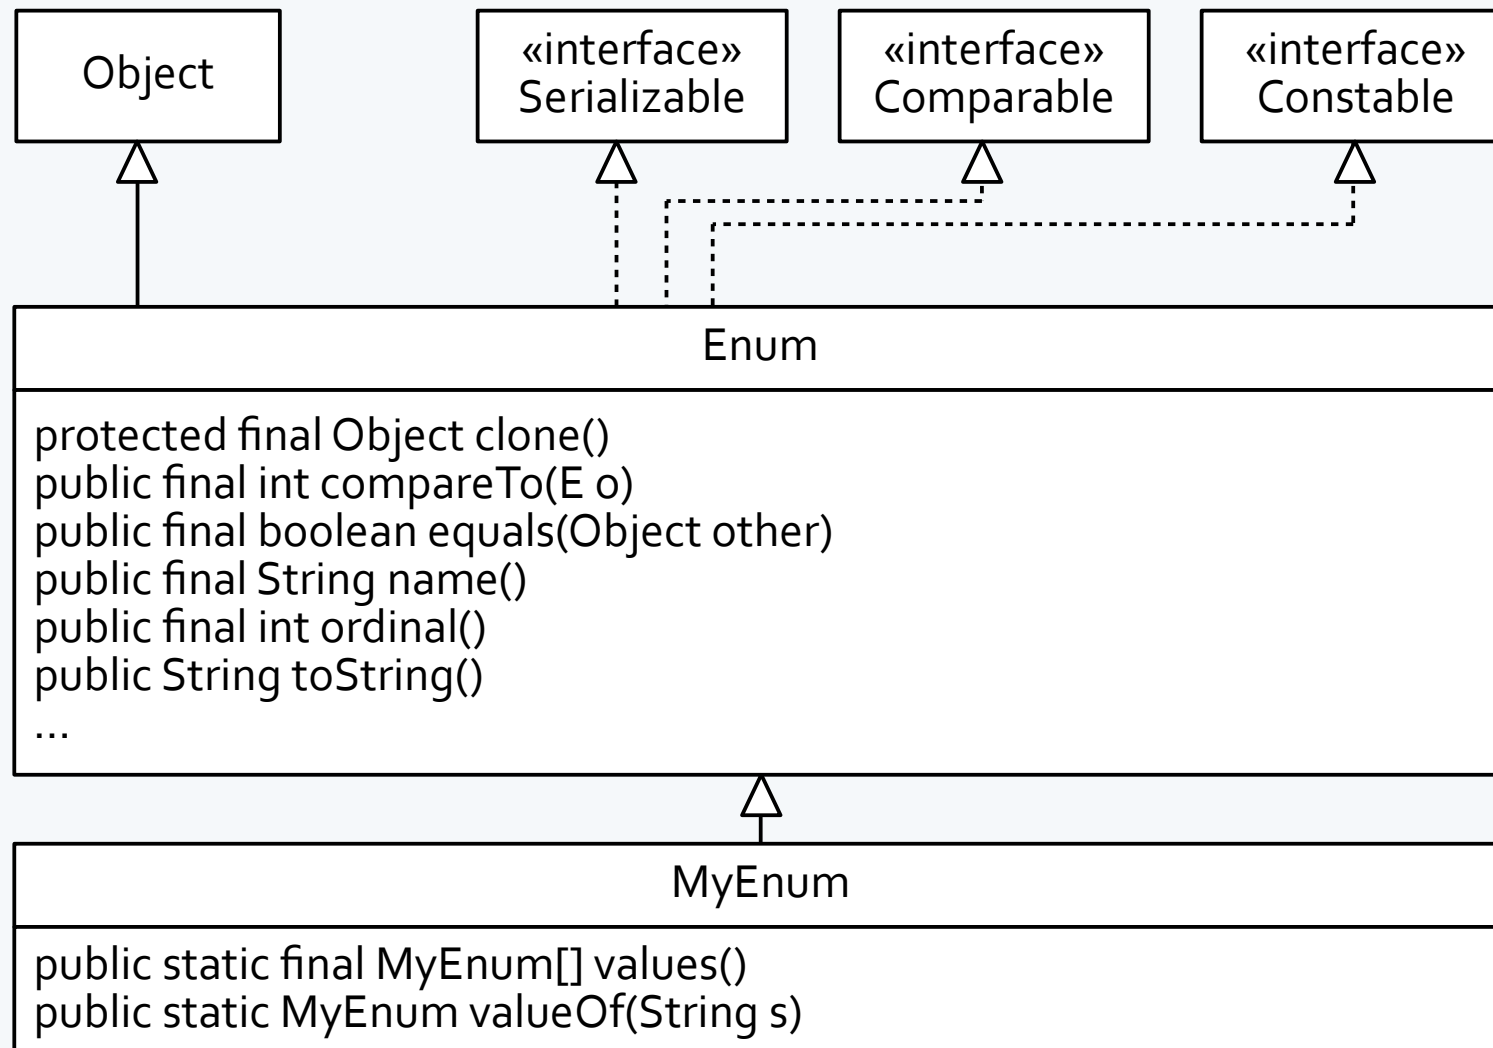 Object
«interface»
Serializable
«interface»
Comparable
«interface»
Constable
Enum
protected final Object clone()
public final int compareTo(E o)
public final boolean equals(Object other)
public final String name()
public final int ordinal()
public String toString()
...
MyEnum
public static final MyEnum[] values()
public static MyEnum valueOf(String s)